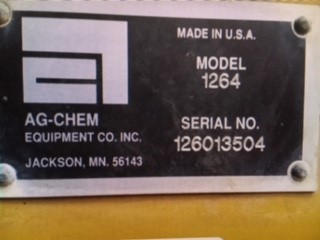 MADE IN U.S.A.
MODEL
1264
AG-CHEM
EQUIPMENT CO. INC.
JACKSON, MN. 56143
SERIAL NO.
126013504